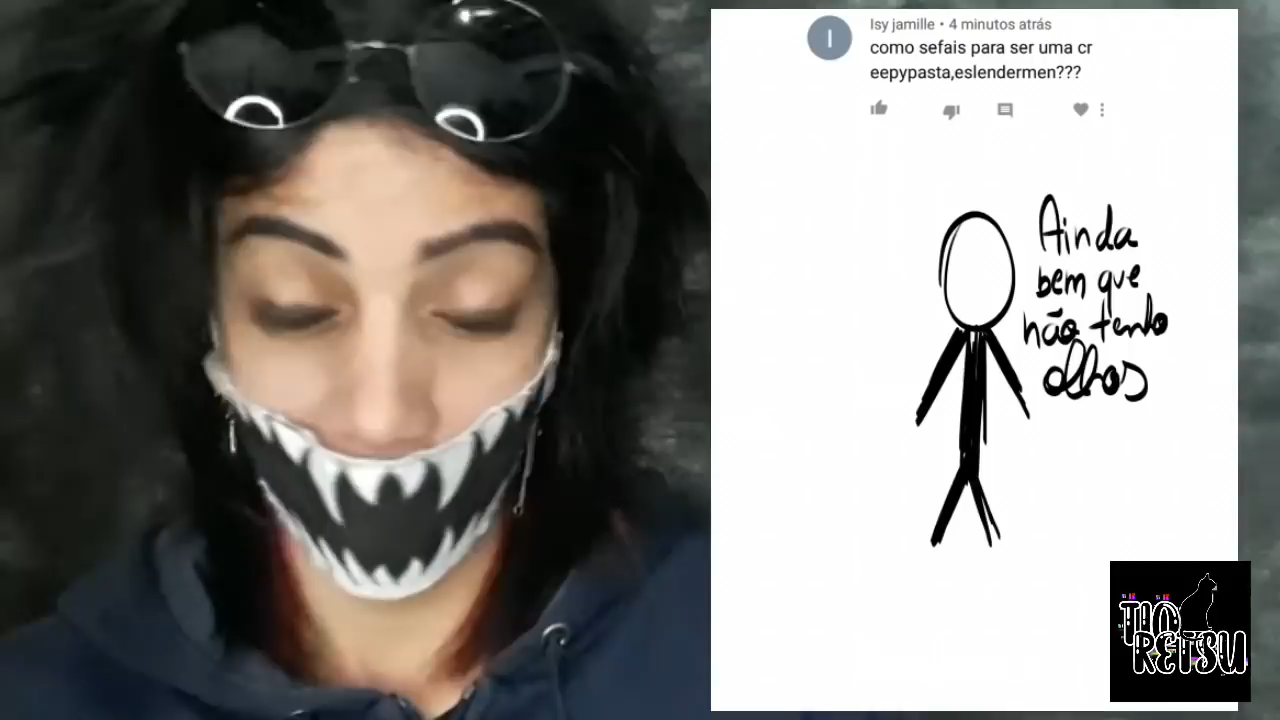 I
Isy jamille • 4 minutos atrás
como sefais para ser uma cr
eepypasta,eslendermen???
Ainda
bem que
não tenho
olhos
TIO
RETSU